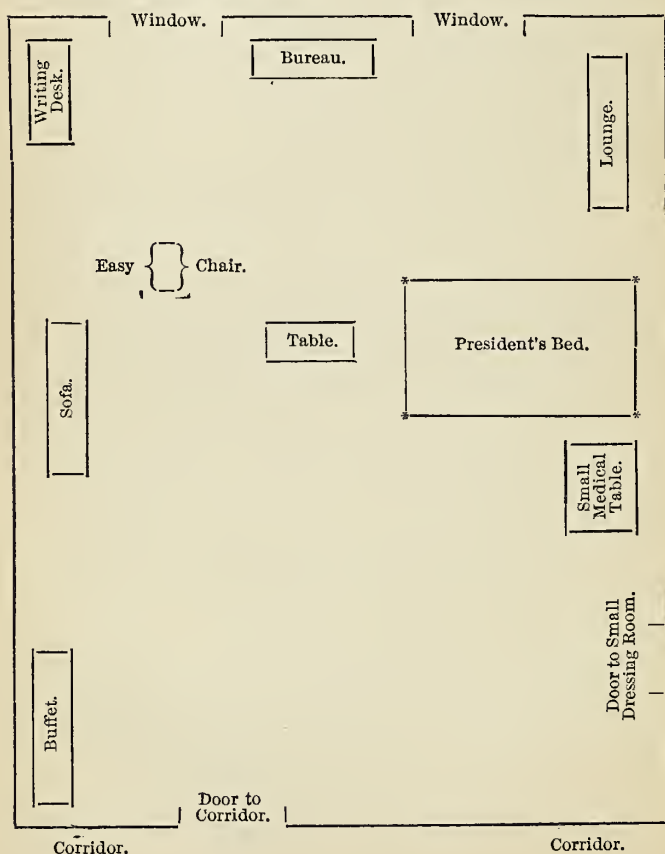 Window.
Window.
Writing
Desk.
Bureau.
Lounge.
Easy
Chair.
Table.
President's Bed.
Sofa.
Small
Medical
Table.
Door to Small
Dressing Room.
Buffet.
Door to
Corridor.
Corridor.
Corridor.